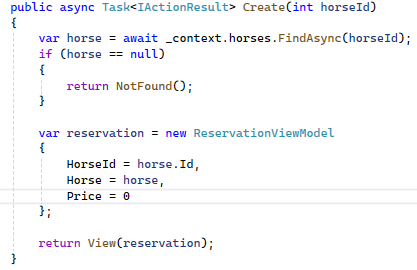 public async Task<IActionResult> Create(int horseId)
{
    var horse = await _context.horses.FindAsync(horseId);
    if (horse == null)
    {
        return NotFound();
    }

    var reservation = new ReservationViewModel
    {
        HorseId = horse.Id,
        Horse = horse,
        Price = 0
    };

    return View(reservation);
}